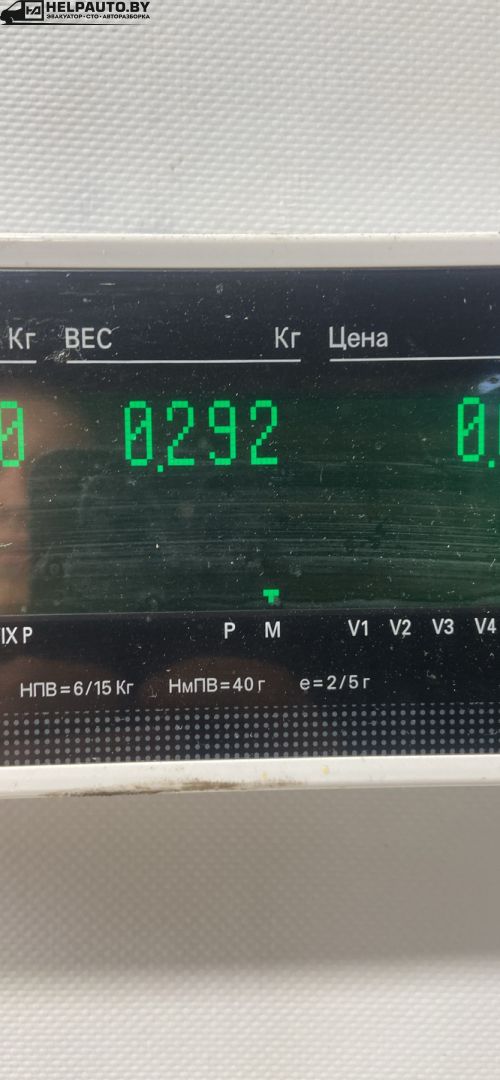 HELPAUTO.BY
ЭВАКУАТОР•СТО•АВТОРАЗБОРКА
Кг ВЕС Кг Цена
0 0.292 0.
IX P P M V1 V2 V3 V4
НПВ=6/15 Кг НмПВ=40 г e=2/5 г